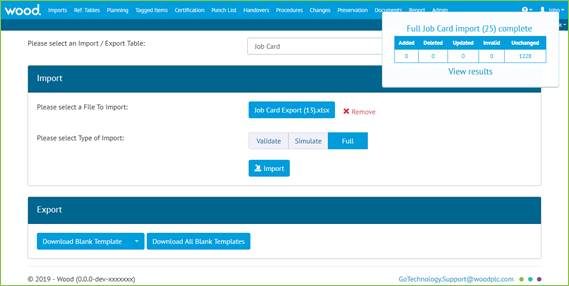 wood. Imports Ref. Tables Planning Tagged Items Certification Punch List Handovers Procedures Changes Preservation Documents Report Admin John
Full Job Card import (25) complete
Added Deleted Updated Invalid Unchanged
0 0 0 0 1228
View results
Please select an Import / Export Table: Job Card
Import
Please select a File To Import: Job Card Export (13).xlsx Remove
Please select Type of Import: Validate Simulate Full
Import
Export
Download Blank Template Download All Blank Templates
© 2019 - Wood (0.0.0-dev-xxxxxxx) GoTechnology.Support@woodplc.com